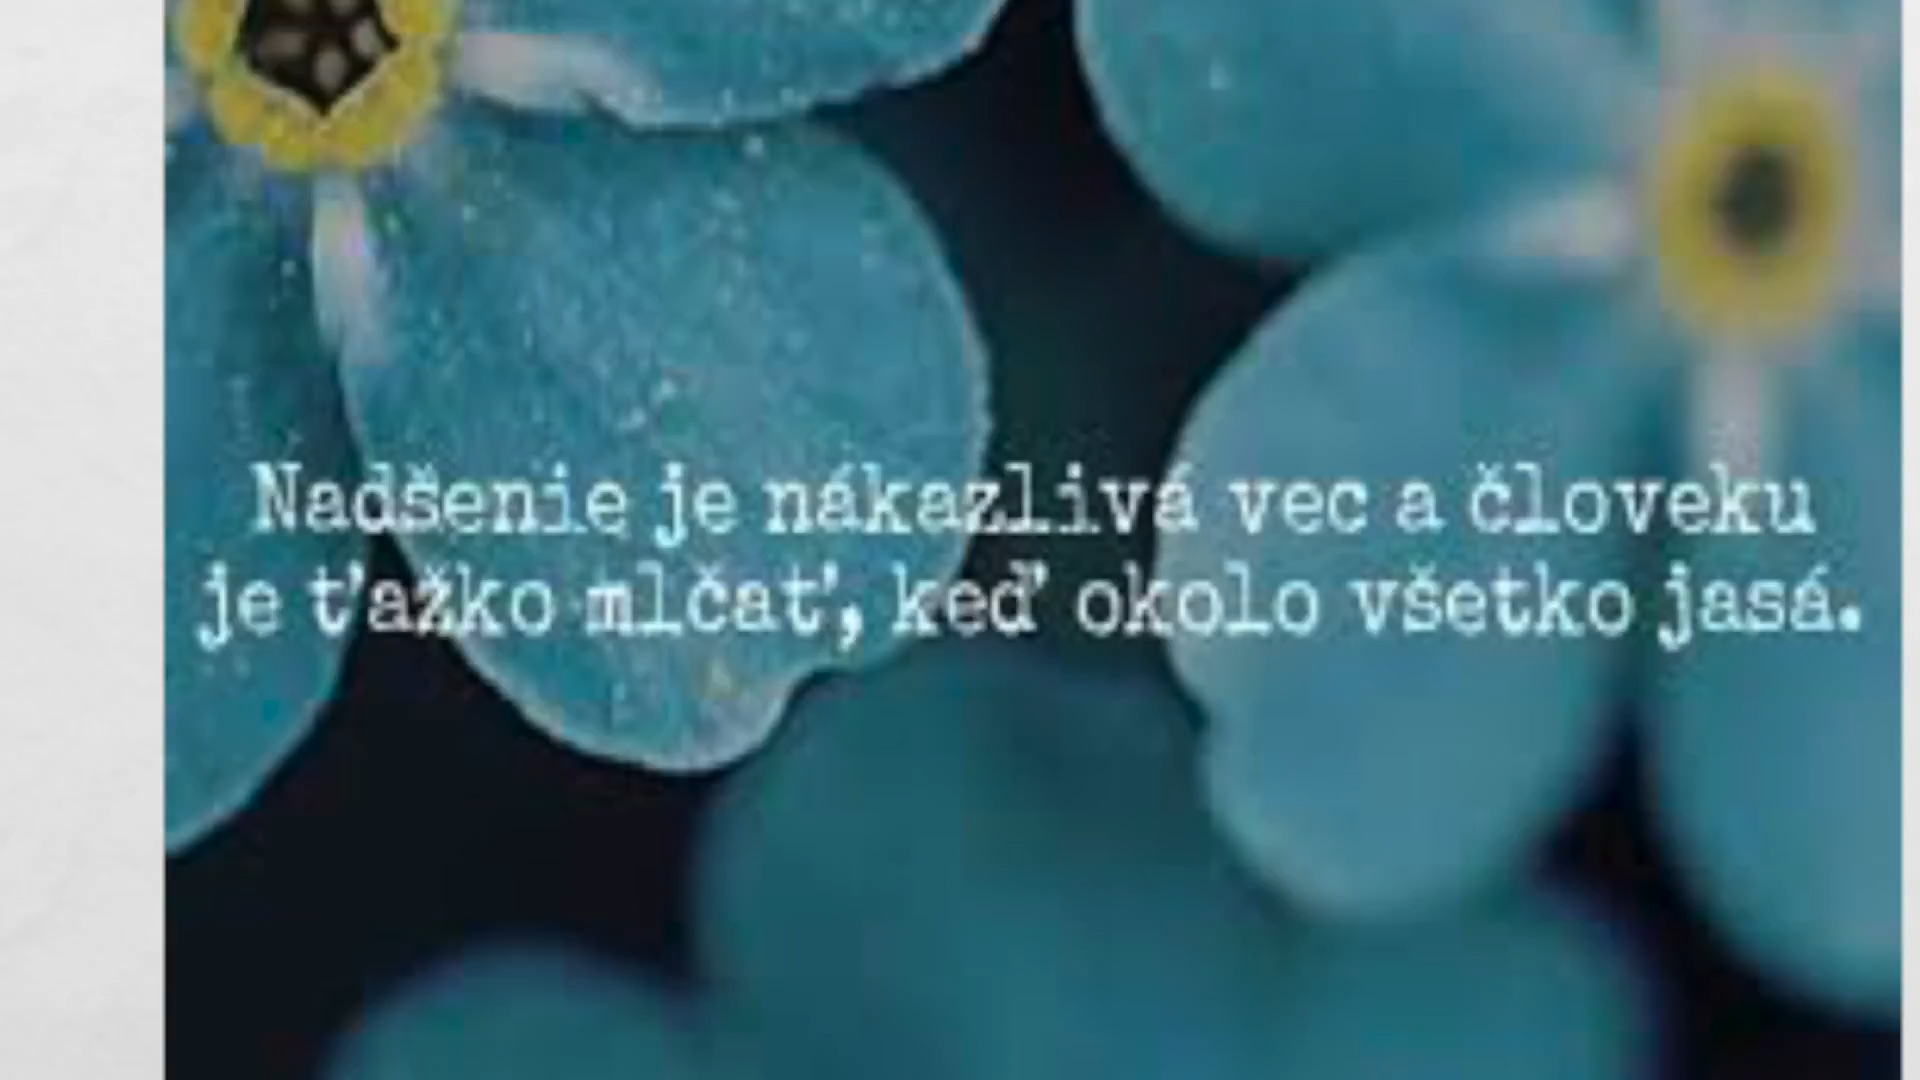 Nadšenie je nákazlivá vec a človeku
je ťažko mlčať, keď okolo všetko jasá.